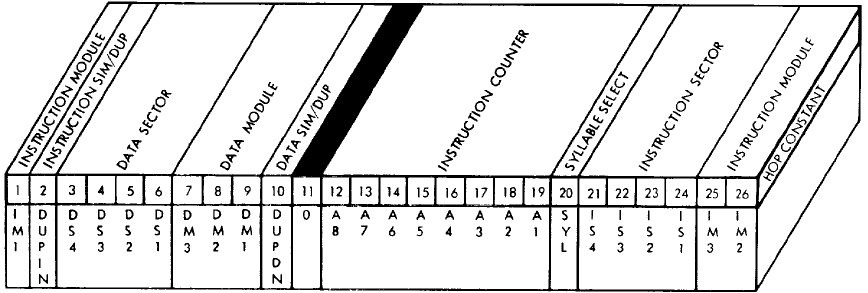 INSTRUCTION MODULE
INSTRUCTION SIM/DUP
DATA SECTOR
DATA MODULE
DATA SIM/DUP
INSTRUCTION COUNTER
SYLLABLE SELECT
INSTRUCTION SECTOR
INSTRUCTION MODULE
HOP CONSTANT
1 2 3 4 5 6 7 8 9 10 11 12 13 14 15 16 17 18 19 20 21 22 23 24 25 26
IM1 DUPIN DS4 DS3 DS2 DS1 DM3 DM2 DM1 DUPDN 0 A8 A7 A6 A5 A4 A3 A2 A1 SYL IS4 IS3 IS2 IS1 IM3 IM2